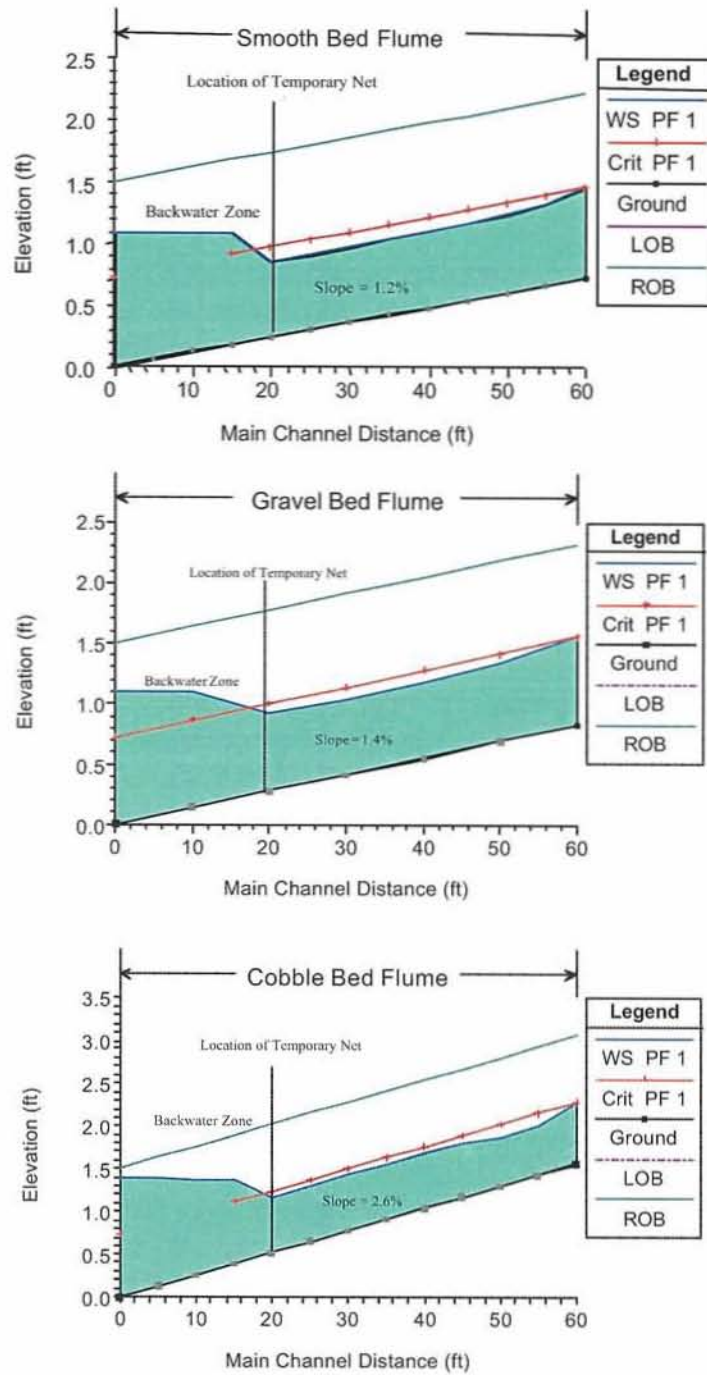 Smooth Bed Flume
Location of Temporary Net
Backwater Zone
Slope = 1.2%
Elevation (ft)
2.5
2.0
1.5
1.0
0.5
0.0
0 10 20 30 40 50 60
Main Channel Distance (ft)
Legend
WS PF 1
Crit PF 1
Ground
LOB
ROB
Gravel Bed Flume
Location of Temporary Net
Backwater Zone
Slope = 1.4%
Elevation (ft)
2.5
2.0
1.5
1.0
0.5
0.0
0 10 20 30 40 50 60
Main Channel Distance (ft)
Legend
WS PF 1
Crit PF 1
Ground
LOB
ROB
Cobble Bed Flume
Location of Temporary Net
Backwater Zone
Slope = 2.6%
Elevation (ft)
3.5
3.0
2.5
2.0
1.5
1.0
0.5
0.0
0 10 20 30 40 50 60
Main Channel Distance (ft)
Legend
WS PF 1
Crit PF 1
Ground
LOB
ROB